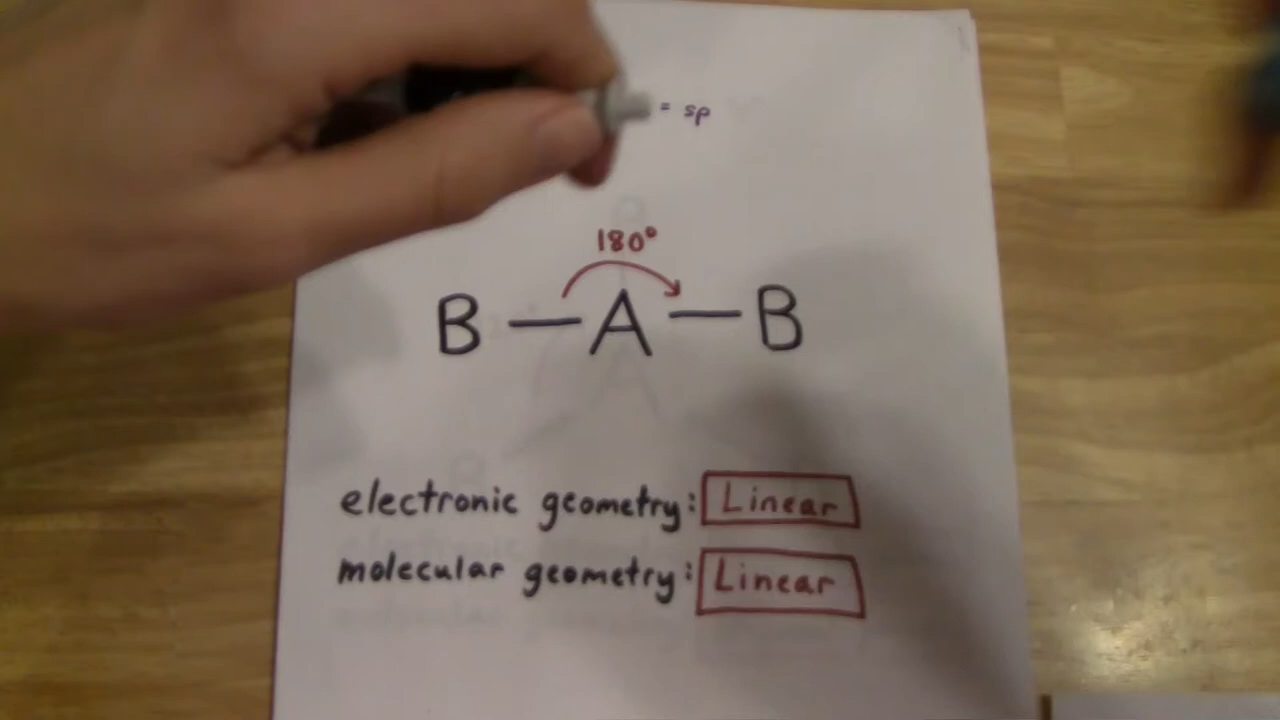 = sp
180°
B — A — B
electronic geometry: Linear
molecular geometry: Linear